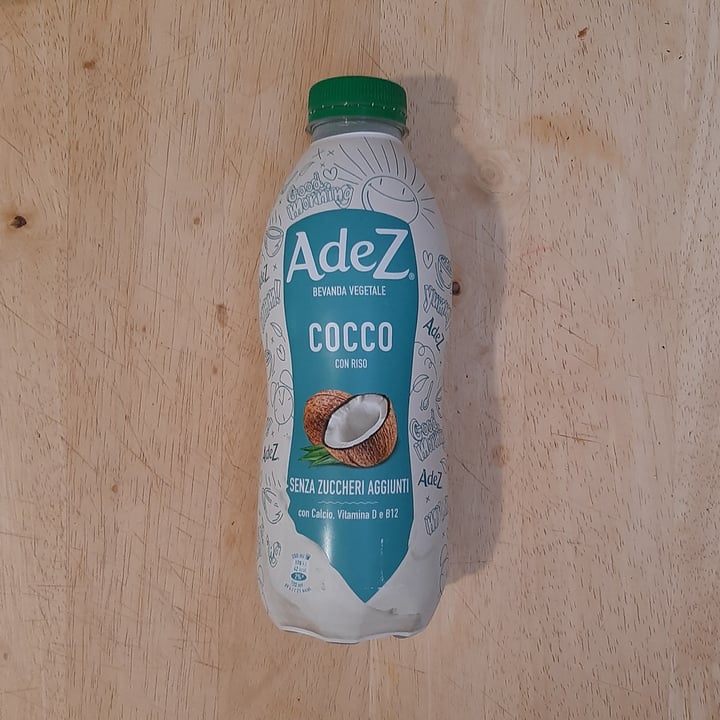 Good
Morning
AdeZ®
BEVANDA VEGETALE
COCCO
CON RISO
SENZA ZUCCHERI AGGIUNTI
con Calcio, Vitamina D e B12
yummy
AdeZ
Good
AdeZ
AdeZ